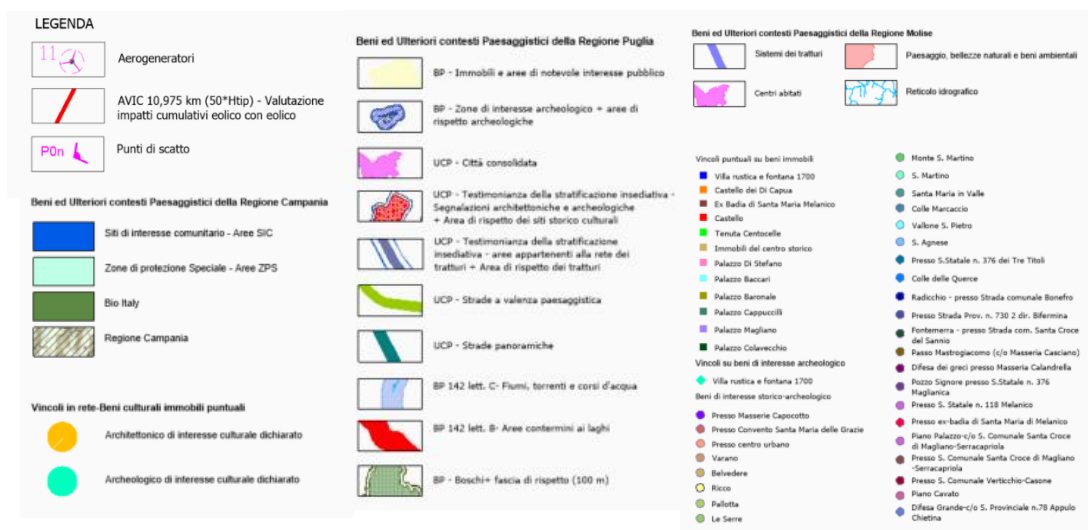 LEGENDA
11
Aerogeneratori
AVIC 10,975 km (50*Htip) - Valutazione
impatti cumulativi eolico con eolico
P0n
Punti di scatto
Beni ed Ulteriori contesti Paesaggistici della Regione Campania
Siti di interesse comunitario - Aree SIC
Zone di protezione Speciale - Aree ZPS
Bio Italy
Regione Campania
Vincoli in rete-Beni culturali immobili puntuali
Architettonico di interesse culturale dichiarato
Archeologico di interesse culturale dichiarato
Beni ed Ulteriori contesti Paesaggistici della Regione Puglia
BP - Immobili e aree di notevole interesse pubblico
BP - Zone di interesse archeologico + aree di
rispetto archeologiche
UCP - Città consolidata
UCP - Testimonianza della stratificazione insediativa -
Segnalazioni architettoniche e archeologiche
+ Area di rispetto dei siti storico culturali
UCP - Testimonianza della stratificazione
insediativa - aree appartenenti alla rete dei
tratturi + Area di rispetto dei tratturi
UCP - Strade a valenza paesaggistica
UCP - Strade panoramiche
BP 142 lett. C- Fiumi, torrenti e corsi d'acqua
BP 142 lett. B- Aree contermini ai laghi
BP - Boschi+ fascia di rispetto (100 m)
Beni ed Ulteriori contesti Paesaggistici della Regione Molise
Sistemi dei tratturi
Paesaggio, bellezze naturali e beni ambientali
Centri abitati
Reticolo idrografico
Vincoli puntuali su beni immobili
Villa rustica e fontana 1700
Castello dei Di Capua
Ex Badia di Santa Maria Melanico
Castello
Tenuta Centocelle
Immobili del centro storico
Palazzo Di Stefano
Palazzo Baccari
Palazzo Baronale
Palazzo Cappuccilli
Palazzo Magliano
Palazzo Colavecchio
Vincoli su beni di interesse archeologico
Villa rustica e fontana 1700
Beni di interesse storico-archeologico
Presso Masserie Capocotto
Presso Convento Santa Maria delle Grazie
Presso centro urbano
Varano
Belvedere
Ricco
Pallotta
Le Serre
Monte S. Martino
S. Martino
Santa Maria in Valle
Colle Marcaccio
Vallone S. Pietro
S. Agnese
Presso S.Statale n. 376 dei Tre Titoli
Colle delle Querce
Radicchio - presso Strada comunale Bonefro
Presso Strada Prov. n. 730 2 dir. Bifernina
Fontemerra - presso Strada com. Santa Croce
del Sannio
Passo Mastrogiacomo (c/o Masseria Casciano)
Difesa dei greci presso Masseria Calandrella
Pozzo Signore presso S.Statale n. 376
Maglianica
Presso S. Statale n. 118 Melanico
Presso ex-badia di Santa Maria di Melanico
Piano Palazzo-c/o S. Comunale Santa Croce
di Magliano-Serracapriola
Presso S. Comunale Santa Croce di Magliano
-Serracapriola
Presso S. Comunale Verticchio-Casone
Piano Cavato
Difesa Grande-c/o S. Provinciale n.78 Appulo
Chietina